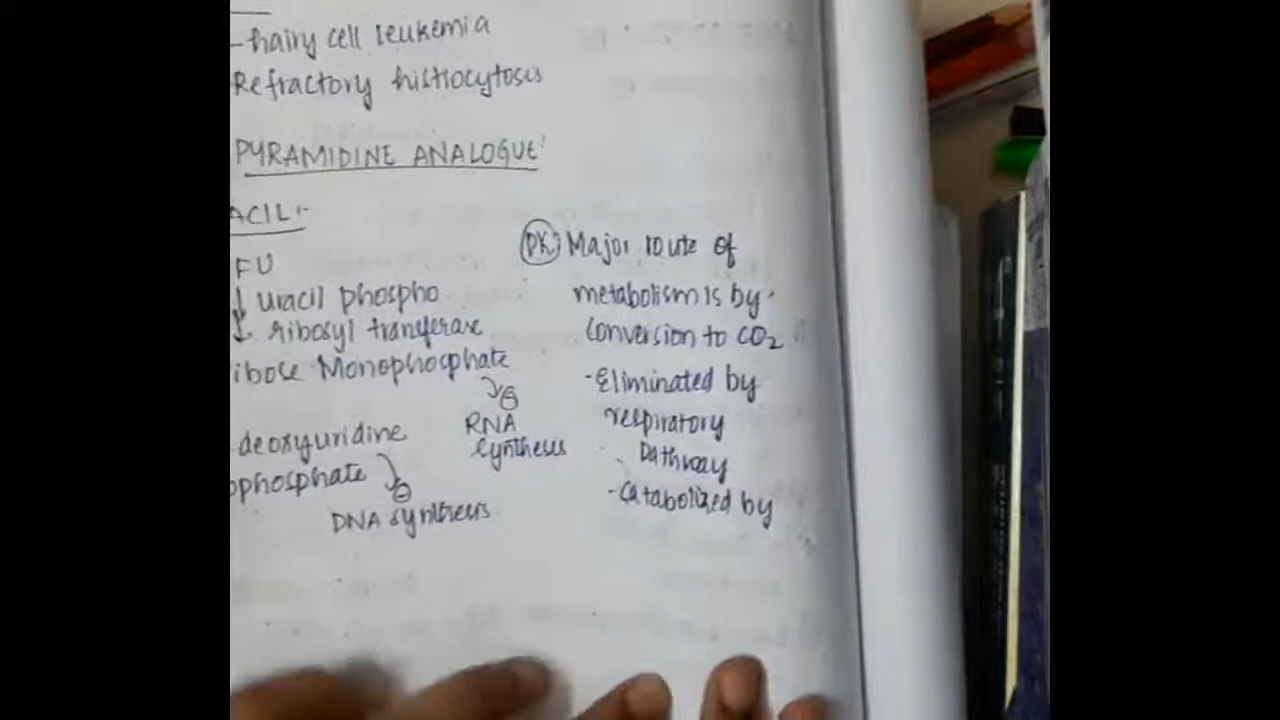 -hairy cell leukemia
Refractory histiocytosis
PYRAMIDINE ANALOGUE
ACIL:-
FU
↓ Uracil phospho
↓ ribosyl transferase
ibose Monophosphate
⊖
RNA
synthesis
deoxyuridine
ophosphate
⊖
DNA synthesis
PK Major route of
metabolism is by
conversion to CO2
-Eliminated by
respiratory
pathway
-Catabolized by